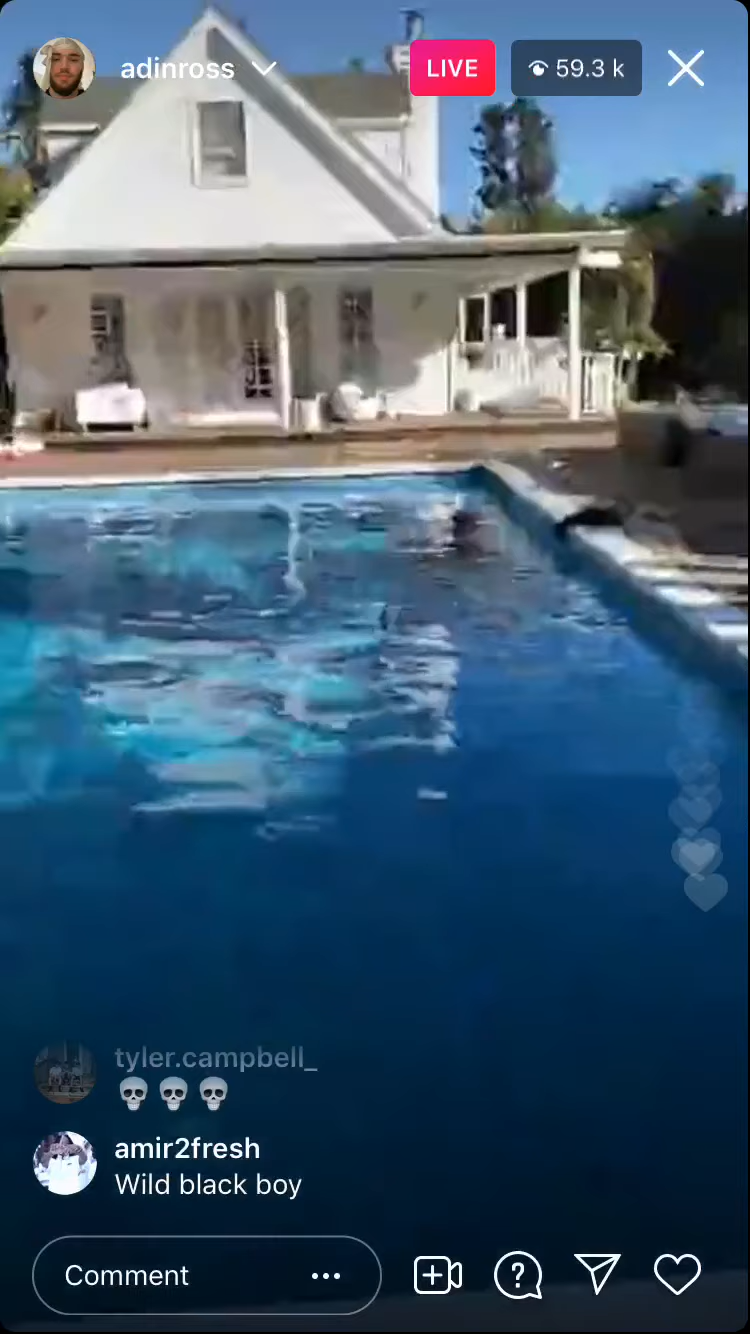 adinross
LIVE
59.3 k
tyler.campbell_
💀💀💀
amir2fresh
Wild black boy
Comment